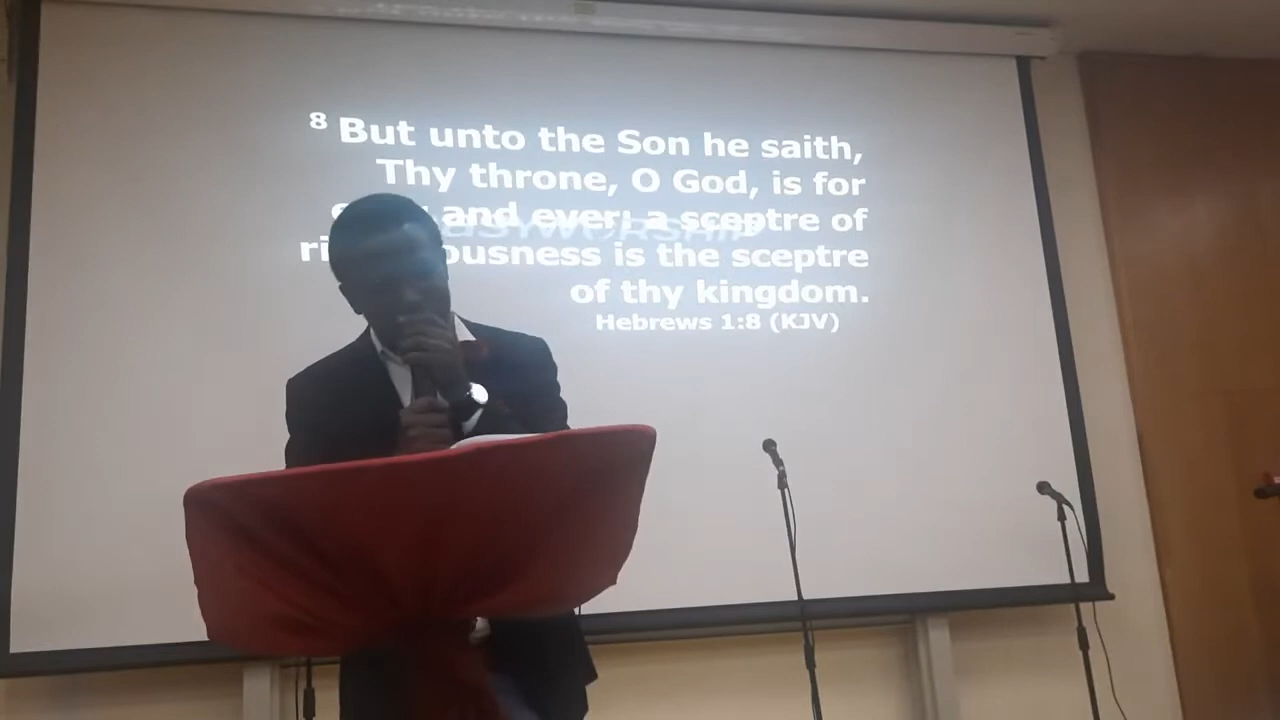 8 But unto the Son he saith,
Thy throne, O God, is for
and ever: a sceptre of
is the sceptre
of thy kingdom.
Hebrews 1:8 (KJV)
EASYWORSHIP